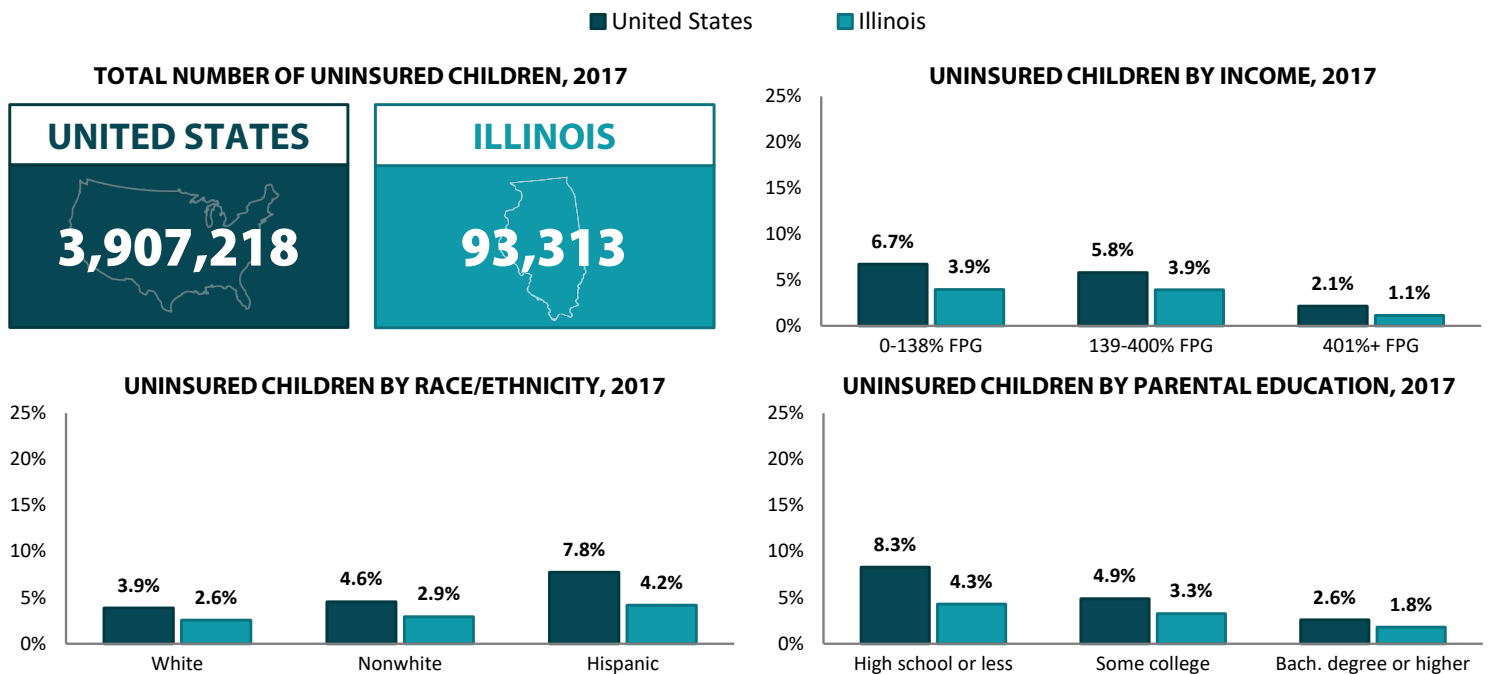 United States
Illinois
TOTAL NUMBER OF UNINSURED CHILDREN, 2017
UNITED STATES
3,907,218
ILLINOIS
93,313
UNINSURED CHILDREN BY INCOME, 2017
25%
20%
15%
10%
5%
0%
6.7%
3.9%
5.8%
3.9%
2.1%
1.1%
0-138% FPG
139-400% FPG
401%+ FPG
UNINSURED CHILDREN BY RACE/ETHNICITY, 2017
25%
20%
15%
10%
5%
0%
3.9%
2.6%
4.6%
2.9%
7.8%
4.2%
White
Nonwhite
Hispanic
UNINSURED CHILDREN BY PARENTAL EDUCATION, 2017
25%
20%
15%
10%
5%
0%
8.3%
4.3%
4.9%
3.3%
2.6%
1.8%
High school or less
Some college
Bach. degree or higher